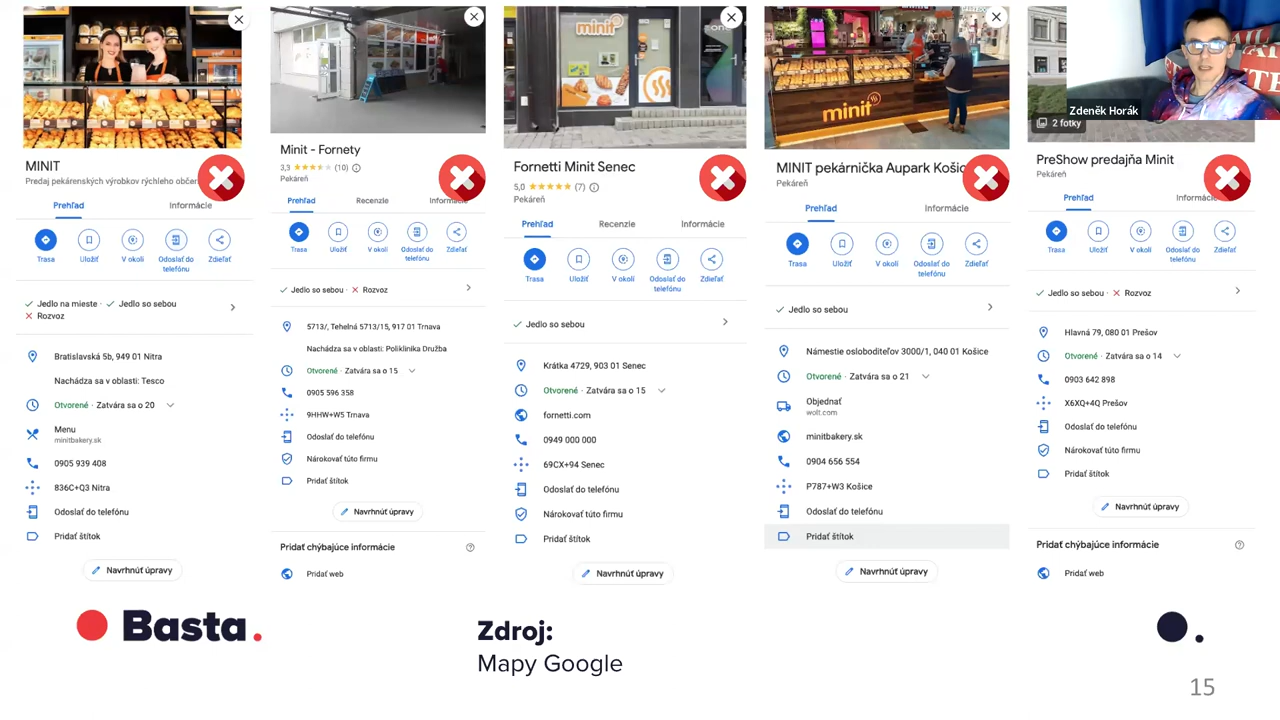 MINIT
Predaj pekárenských výrobkov rýchleho občer
Prehľad
Informácie
Trasa
Uložiť
V okolí
Odoslať do telefónu
Zdieľať
Jedlo na mieste · Jedlo so sebou
Rozvoz
Bratislavská 5b, 949 01 Nitra
Nachádza sa v oblasti: Tesco
Otvorené · Zatvára sa o 20
Menu
minitbakery.sk
0905 939 408
836C+Q3 Nitra
Odoslať do telefónu
Pridať štítok
Navrhnúť úpravy
Minit - Fornety
3,3 (10)
Pekáreň
Prehľad
Recenzie
Informácie
Trasa
Uložiť
V okolí
Odoslať do telefónu
Zdieľať
Jedlo so sebou · Rozvoz
5713/, Tehelná 5713/15, 917 01 Trnava
Nachádza sa v oblasti: Poliklinika Družba
Otvorené · Zatvára sa o 15
0905 596 358
9HHW+W5 Trnava
Odoslať do telefónu
Nárokovať túto firmu
Pridať štítok
Navrhnúť úpravy
Pridať chýbajúce informácie
Pridať web
minit
Fornetti Minit Senec
5,0 (7)
Pekáreň
Prehľad
Recenzie
Informácie
Trasa
Uložiť
V okolí
Odoslať do telefónu
Zdieľať
Jedlo so sebou
Krátka 4729, 903 01 Senec
Otvorené · Zatvára sa o 15
fornetti.com
0949 000 000
69CX+94 Senec
Odoslať do telefónu
Nárokovať túto firmu
Pridať štítok
Navrhnúť úpravy
minit
MINIT pekárnička Aupark Košic
Pekáreň
Prehľad
Informácie
Trasa
Uložiť
V okolí
Odoslať do telefónu
Zdieľať
Jedlo so sebou
Námestie osloboditeľov 3000/1, 040 01 Košice
Otvorené · Zatvára sa o 21
Objednať
wolt.com
minitbakery.sk
0904 656 554
P787+W3 Košice
Odoslať do telefónu
Pridať štítok
Navrhnúť úpravy
Zdeněk Horák
2 fotky
PreShow predajňa Minit
Pekáreň
Prehľad
Informácie
Trasa
Uložiť
V okolí
Odoslať do telefónu
Zdieľať
Jedlo so sebou · Rozvoz
Hlavná 79, 080 01 Prešov
Otvorené · Zatvára sa o 14
0903 642 898
X6XQ+4Q Prešov
Odoslať do telefónu
Nárokovať túto firmu
Pridať štítok
Navrhnúť úpravy
Pridať chýbajúce informácie
Pridať web
Basta.
Zdroj:
Mapy Google
15